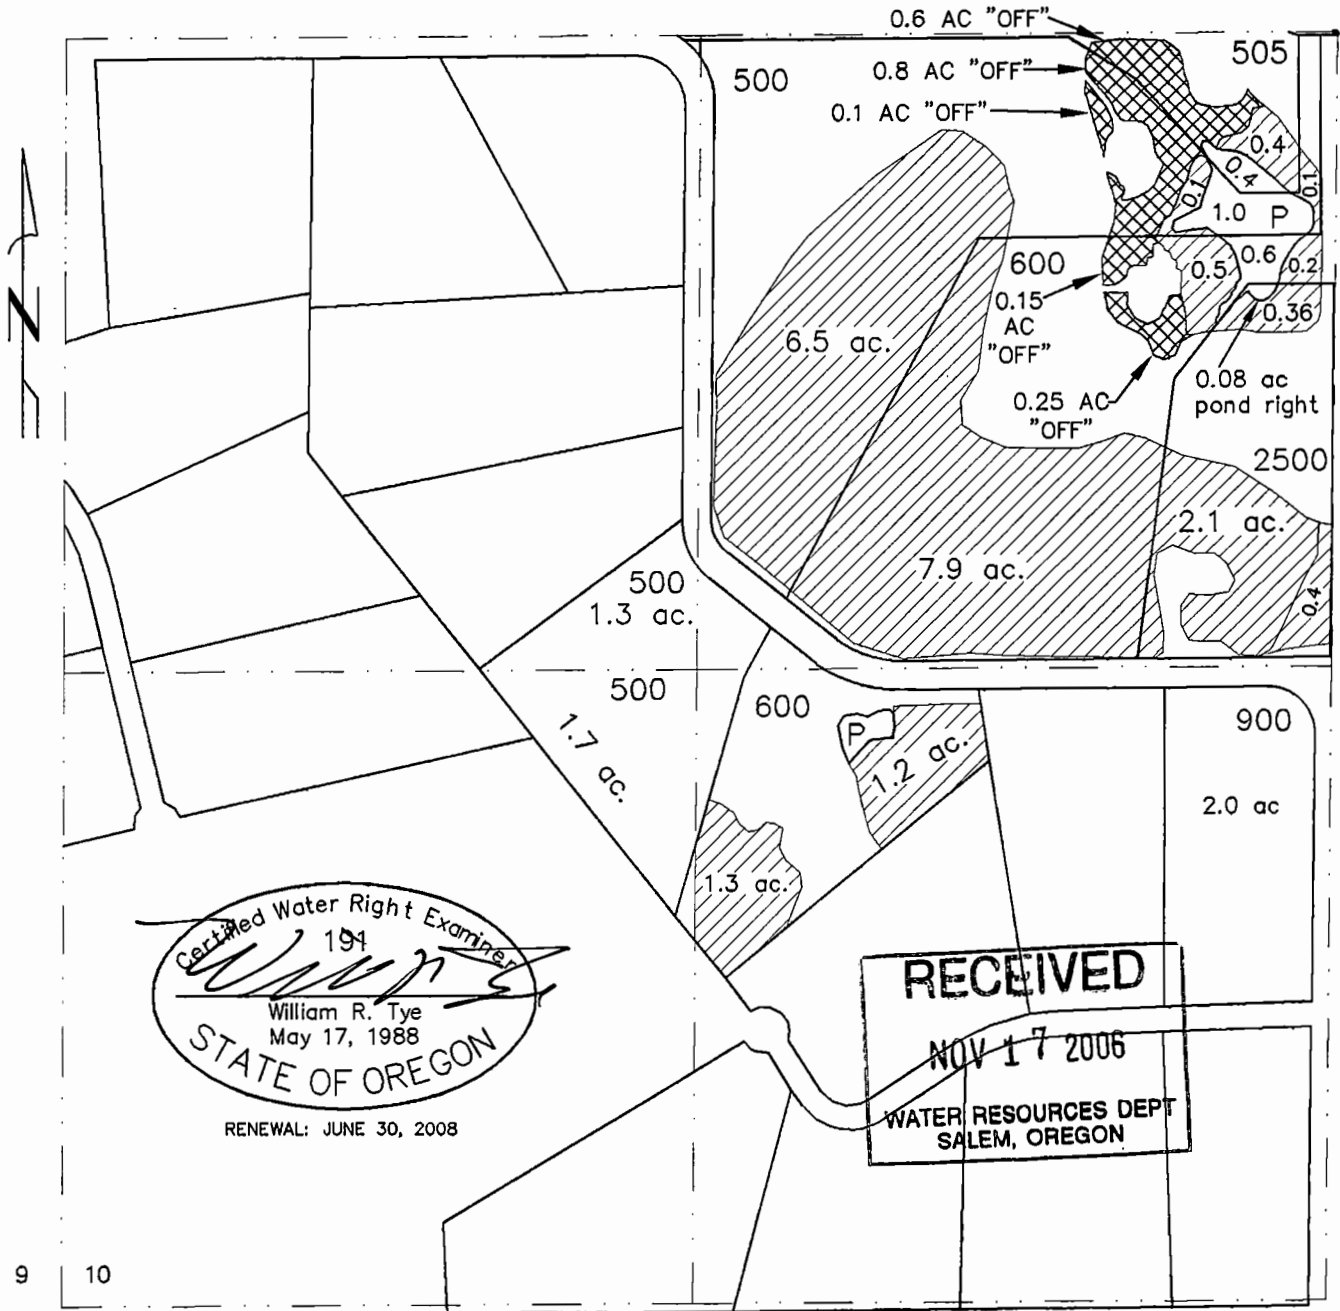 0.6 AC "OFF"
500
0.8 AC "OFF"
505
0.1 AC "OFF"
0.4
0.4
0.1
0.1
1.0 P
N
600
0.5
0.6
0.2
0.15
AC
"OFF"
0.36
6.5 ac.
0.25 AC
"OFF"
0.08 ac
pond right
2500
2.1 ac.
7.9 ac.
0.4
500
1.3 ac.
500
600
900
1.7 ac.
P
1.2 ac.
2.0 ac
1.3 ac.
Certified Water Right Examiner
191
William R. Tye
May 17, 1988
STATE OF OREGON
RENEWAL: JUNE 30, 2008
RECEIVED
NOV 17 2006
WATER RESOURCES DEPT
SALEM, OREGON
9
10